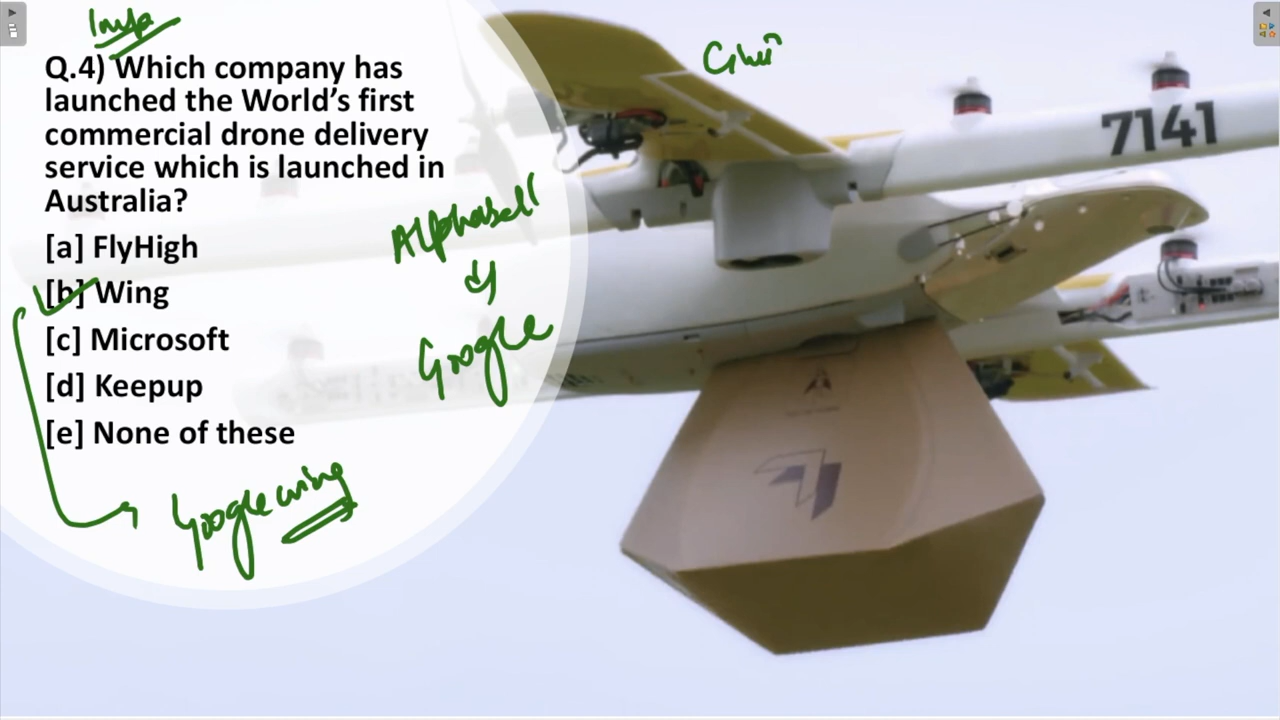 Imp
Q.4) Which company has
launched the World's first
commercial drone delivery
service which is launched in
Australia?
[a] FlyHigh
[b] Wing
[c] Microsoft
[d] Keepup
[e] None of these
Alphabet
Google
Google wing
7141